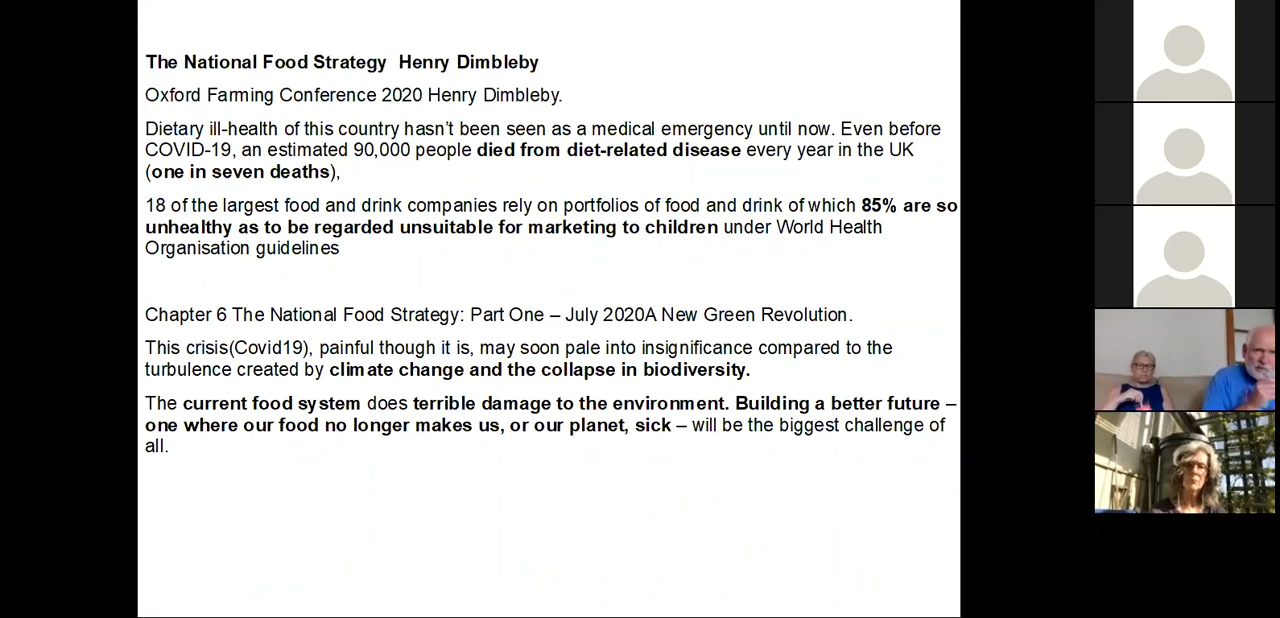 The National Food Strategy  Henry Dimbleby
Oxford Farming Conference 2020 Henry Dimbleby.
Dietary ill-health of this country hasn't been seen as a medical emergency until now. Even before
COVID-19, an estimated 90,000 people died from diet-related disease every year in the UK
(one in seven deaths),
18 of the largest food and drink companies rely on portfolios of food and drink of which 85% are so
unhealthy as to be regarded unsuitable for marketing to children under World Health
Organisation guidelines
Chapter 6 The National Food Strategy: Part One – July 2020A New Green Revolution.
This crisis(Covid19), painful though it is, may soon pale into insignificance compared to the
turbulence created by climate change and the collapse in biodiversity.
The current food system does terrible damage to the environment. Building a better future –
one where our food no longer makes us, or our planet, sick – will be the biggest challenge of
all.